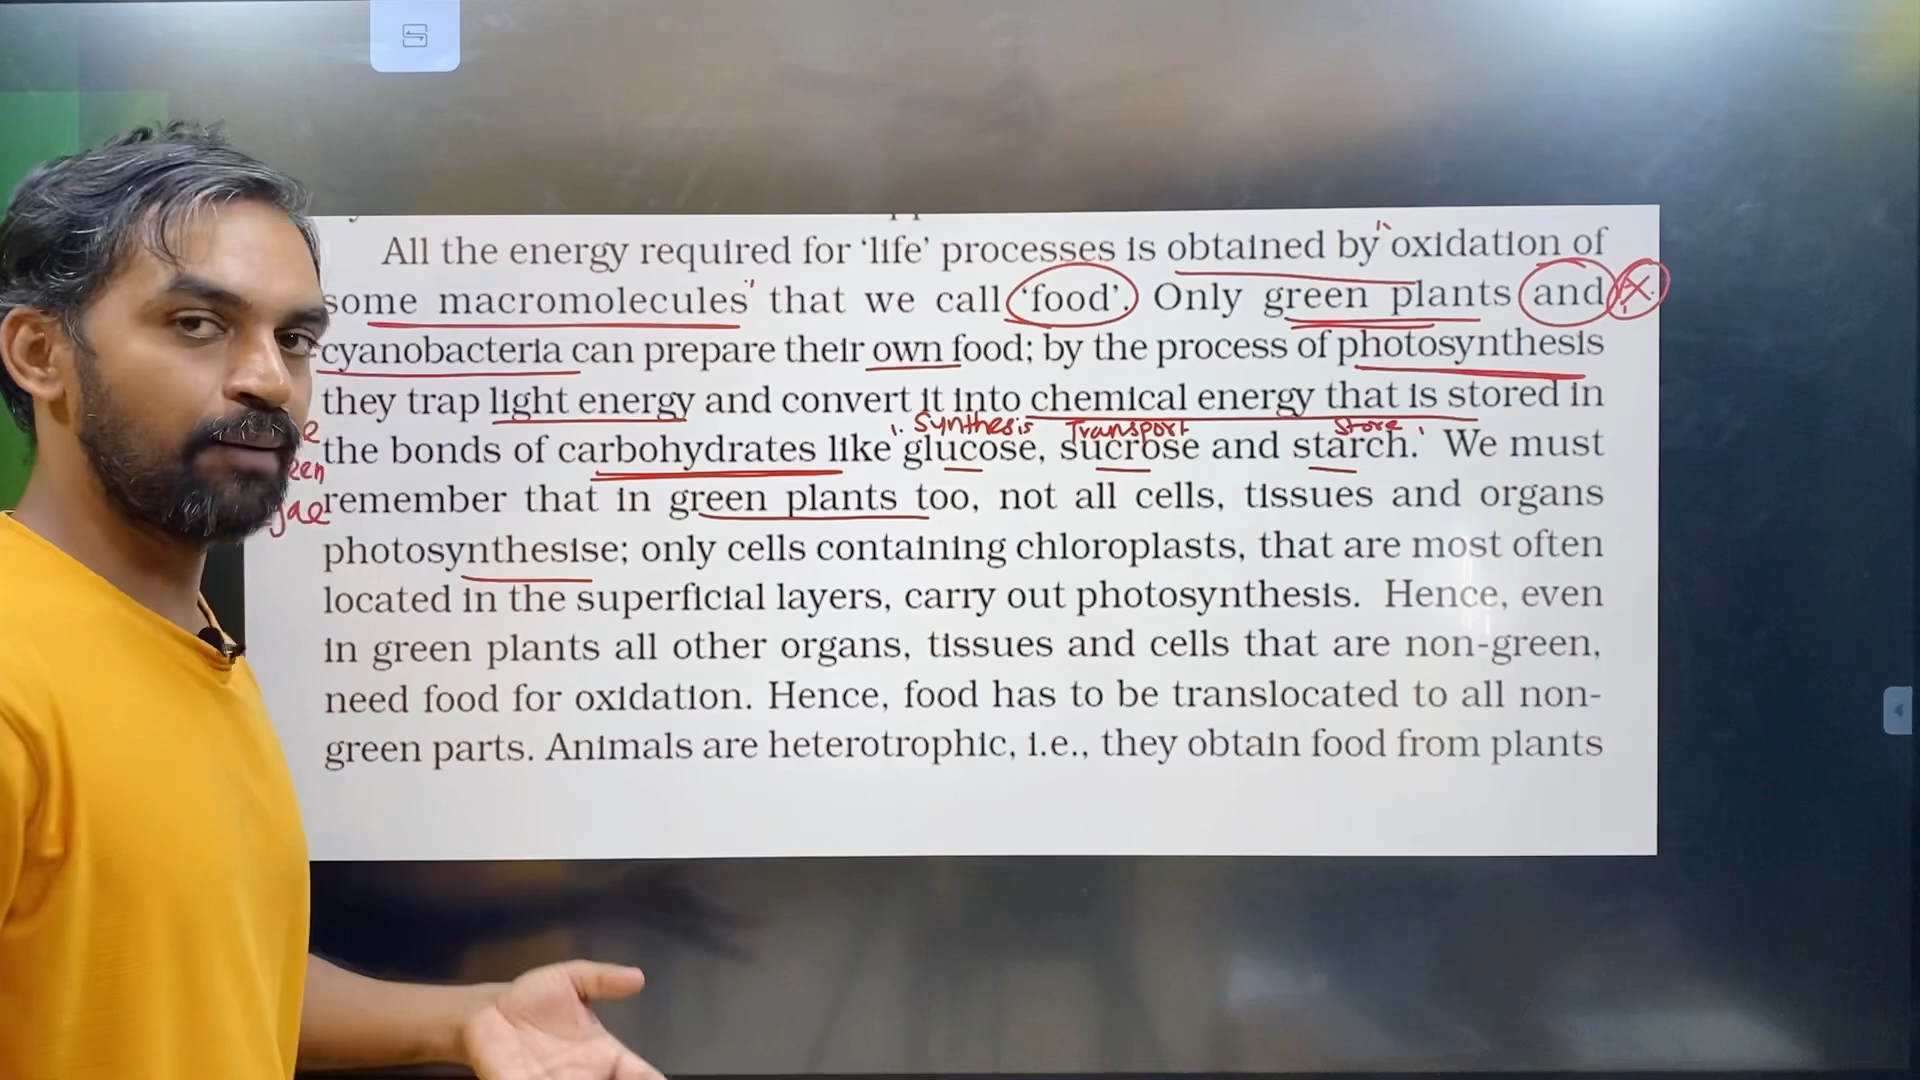 All the energy required for ‘life’ processes is obtained by oxidation of
some macromolecules that we call ‘food’. Only green plants and
cyanobacteria can prepare their own food; by the process of photosynthesis
they trap light energy and convert it into chemical energy that is stored in
Synthesis Transport Store
the bonds of carbohydrates like glucose, sucrose and starch. We must
remember that in green plants too, not all cells, tissues and organs
photosynthesise; only cells containing chloroplasts, that are most often
located in the superficial layers, carry out photosynthesis. Hence, even
in green plants all other organs, tissues and cells that are non-green,
need food for oxidation. Hence, food has to be translocated to all non-
green parts. Animals are heterotrophic, i.e., they obtain food from plants